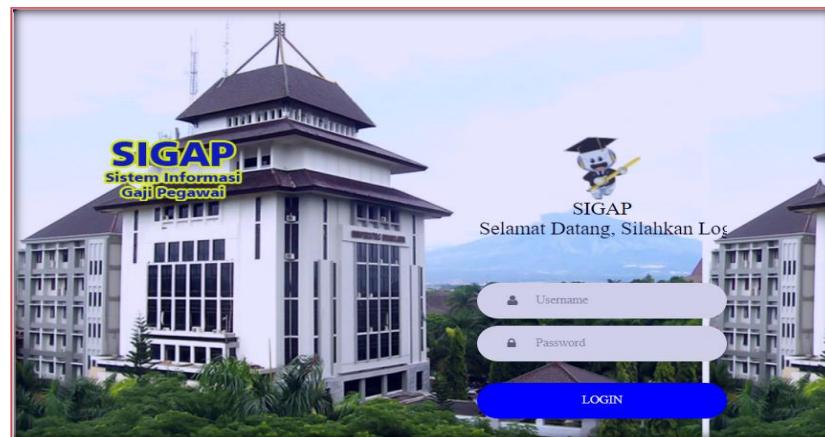 SIGAP
Sistem Informasi
Gaji Pegawai
SIGAP
Selamat Datang, Silahkan Log
Username
Password
LOGIN